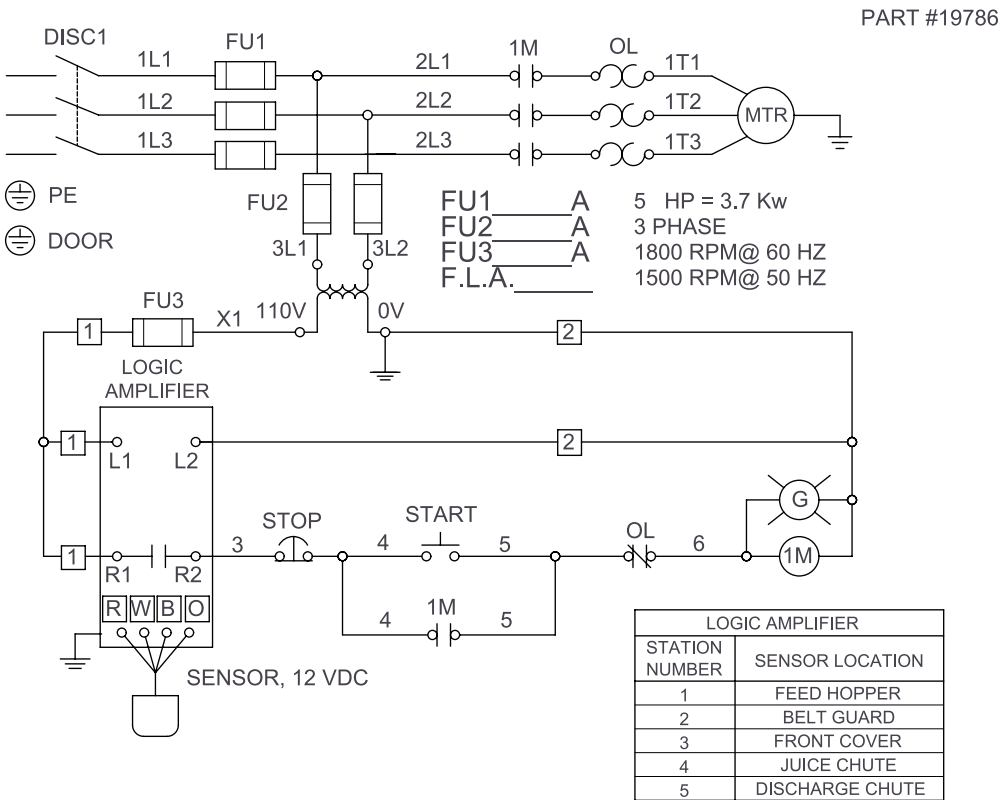 PART #19786
DISC1
FU1
1M
OL
1L1
2L1
1T1
1L2
2L2
1T2
MTR
1L3
2L3
1T3
PE
DOOR
FU2
3L1
3L2
FU1______A
FU2______A
FU3______A
F.L.A.______
5 HP = 3.7 Kw
3 PHASE
1800 RPM@ 60 HZ
1500 RPM@ 50 HZ
FU3
X1
110V
0V
1
2
LOGIC
AMPLIFIER
1
L1
L2
2
G
STOP
START
OL
1
R1
R2
3
4
5
6
1M
1M
4
5
R W B O
SENSOR, 12 VDC
LOGIC AMPLIFIER
STATION NUMBER
SENSOR LOCATION
1 FEED HOPPER
2 BELT GUARD
3 FRONT COVER
4 JUICE CHUTE
5 DISCHARGE CHUTE